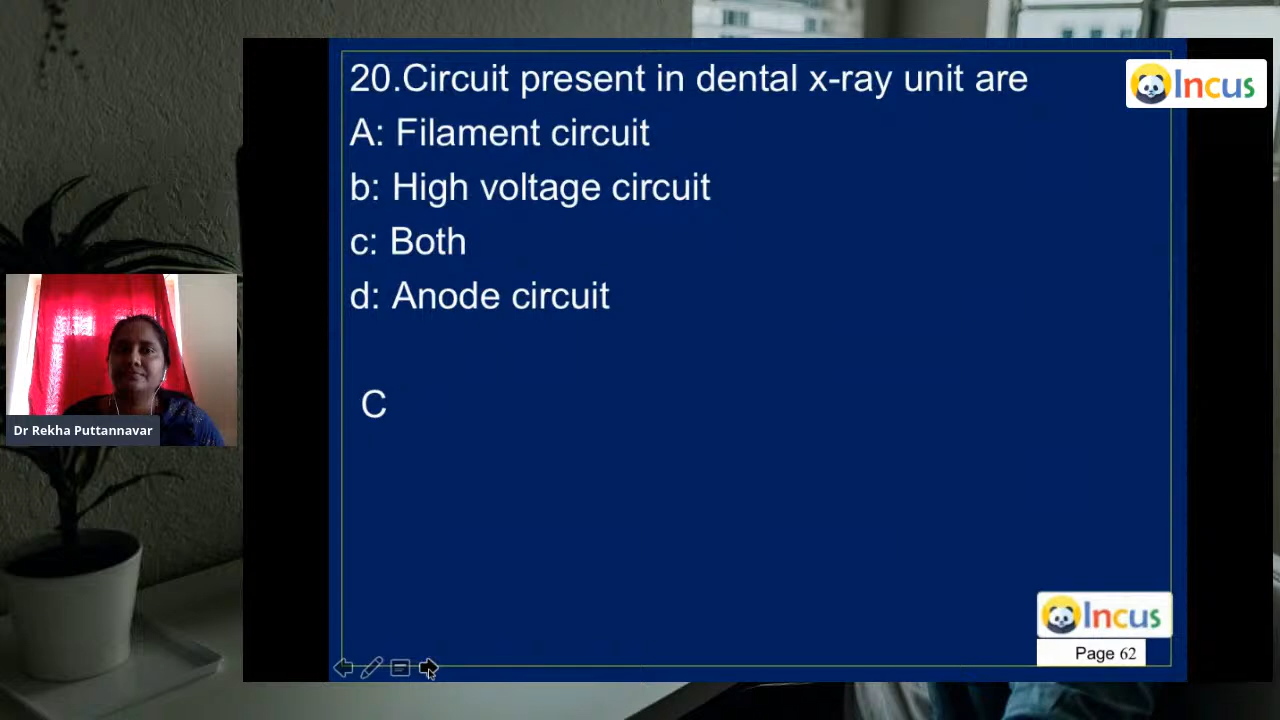 20.Circuit present in dental x-ray unit are
A: Filament circuit
b: High voltage circuit
c: Both
d: Anode circuit
C
Incus
Dr Rekha Puttannavar
Incus
Page 62